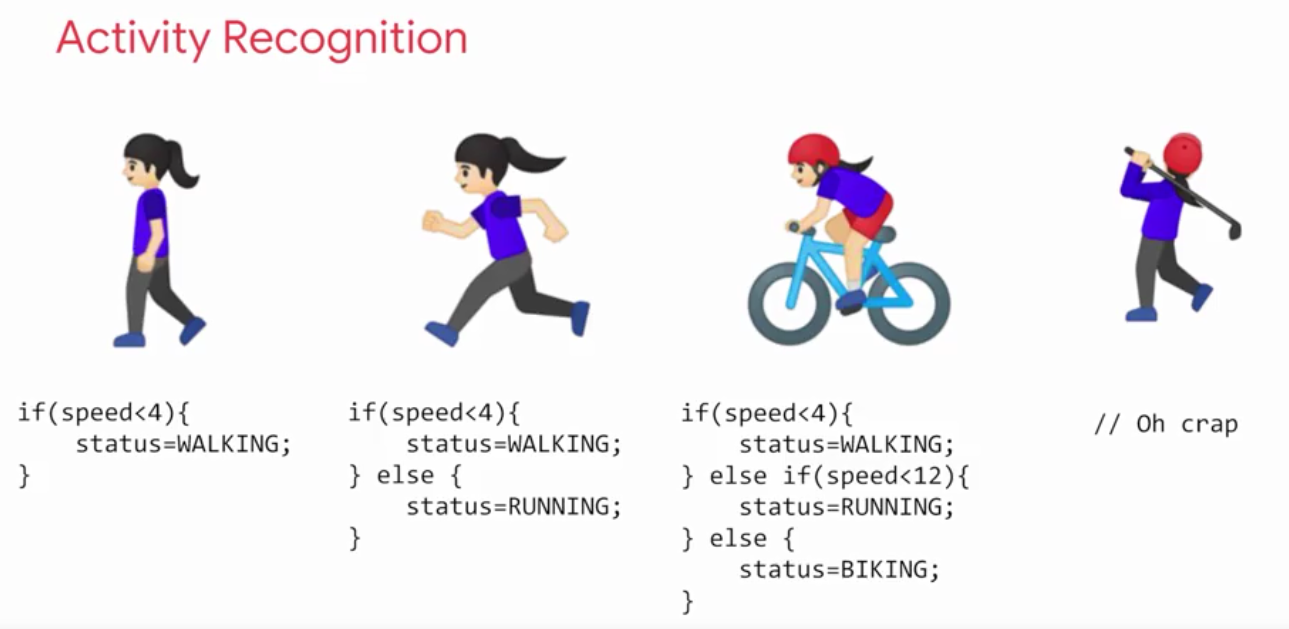 Activity Recognition
if(speed<4){
    status=WALKING;
}
if(speed<4){
    status=WALKING;
} else {
    status=RUNNING;
}
if(speed<4){
    status=WALKING;
} else if(speed<12){
    status=RUNNING;
} else {
    status=BIKING;
}
// Oh crap